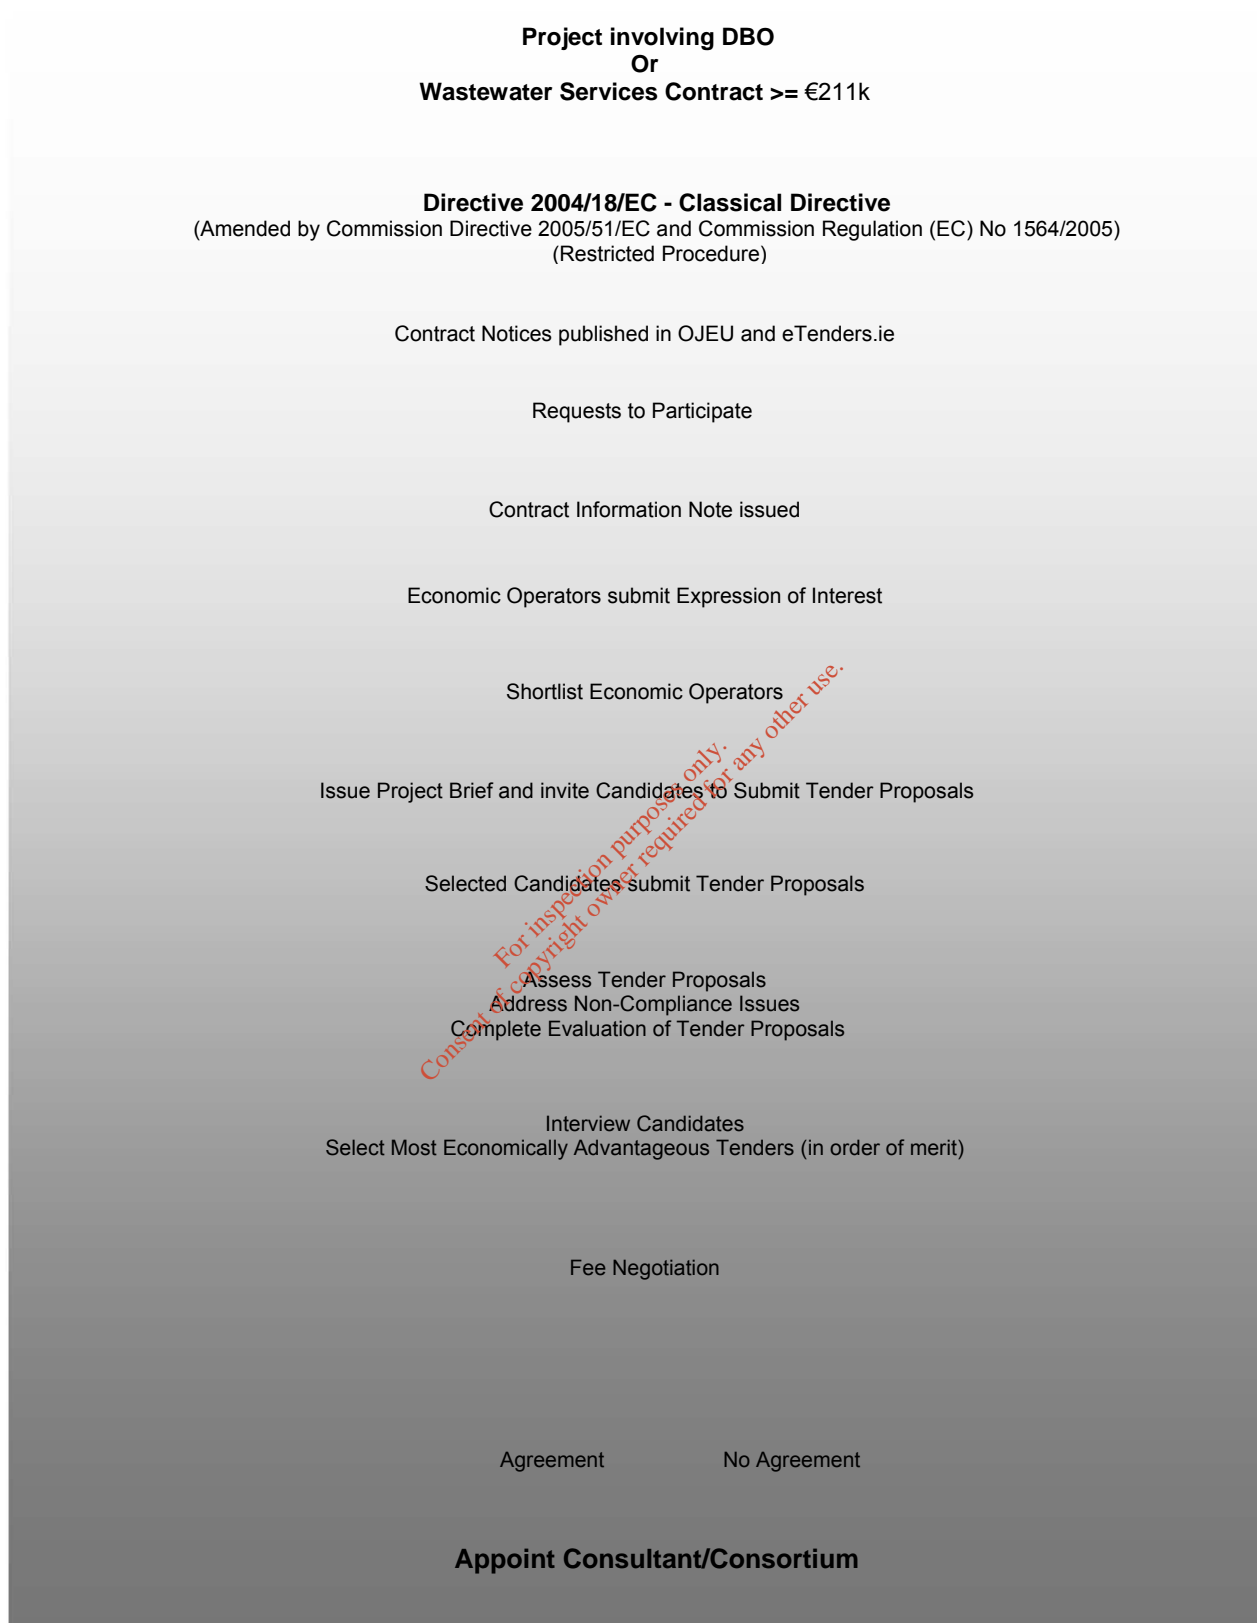 Project involving DBO
Or
Wastewater Services Contract >= €211k
Directive 2004/18/EC - Classical Directive
(Amended by Commission Directive 2005/51/EC and Commission Regulation (EC) No 1564/2005)
(Restricted Procedure)
Contract Notices published in OJEU and eTenders.ie
Requests to Participate
Contract Information Note issued
Economic Operators submit Expression of Interest
Shortlist Economic Operators
Issue Project Brief and invite Candidates to Submit Tender Proposals
Selected Candidates submit Tender Proposals
Assess Tender Proposals
Address Non-Compliance Issues
Complete Evaluation of Tender Proposals
Interview Candidates
Select Most Economically Advantageous Tenders (in order of merit)
Fee Negotiation
Agreement No Agreement
Appoint Consultant/Consortium
For inspection purposes only.
Consent of copyright owner required for any other use.